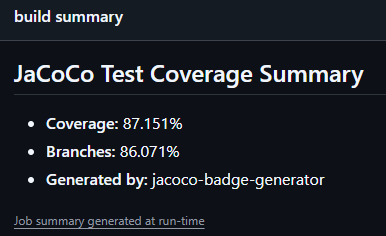 build summary
JaCoCo Test Coverage Summary
• Coverage: 87.151%
• Branches: 86.071%
• Generated by: jacoco-badge-generator
Job summary generated at run-time